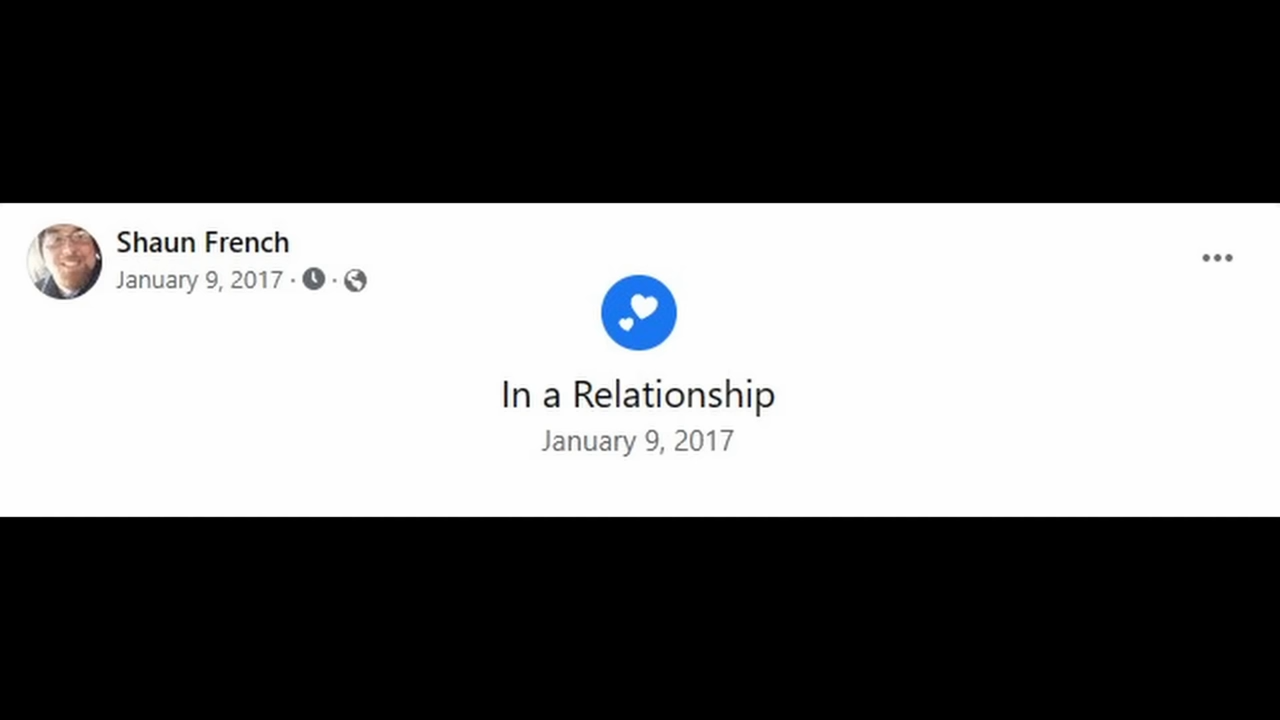 Shaun French
January 9, 2017 · ·
In a Relationship
January 9, 2017